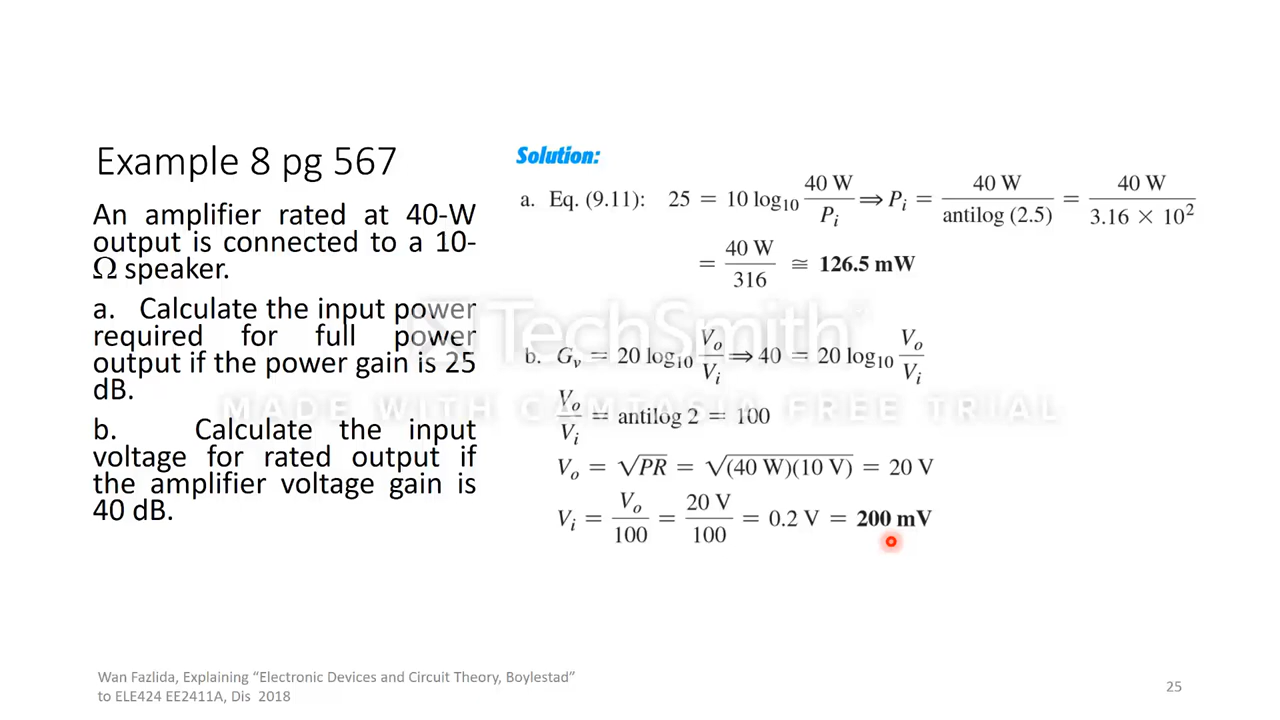 Example 8 pg 567
An amplifier rated at 40-W
output is connected to a 10-
Ω speaker.
a. Calculate the input power
required for full power
output if the power gain is 25
dB.
b. Calculate the input
voltage for rated output if
the amplifier voltage gain is
40 dB.
Solution:
a. Eq. (9.11): 25 = 10 log₁₀ 40 W / Pᵢ ⇒ Pᵢ = 40 W / antilog (2.5) = 40 W / 3.16 × 10²
= 40 W / 316 ≅ 126.5 mW
b. Gᵥ = 20 log₁₀ Vₒ / Vᵢ ⇒ 40 = 20 log₁₀ Vₒ / Vᵢ
Vₒ / Vᵢ = antilog 2 = 100
Vₒ = √PR = √(40 W)(10 V) = 20 V
Vᵢ = Vₒ / 100 = 20 V / 100 = 0.2 V = 200 mV
TechSmith
MADE WITH CAMTASIA FREE TRIAL
Wan Fazlida, Explaining “Electronic Devices and Circuit Theory, Boylestad”
to ELE424 EE2411A, Dis 2018
25